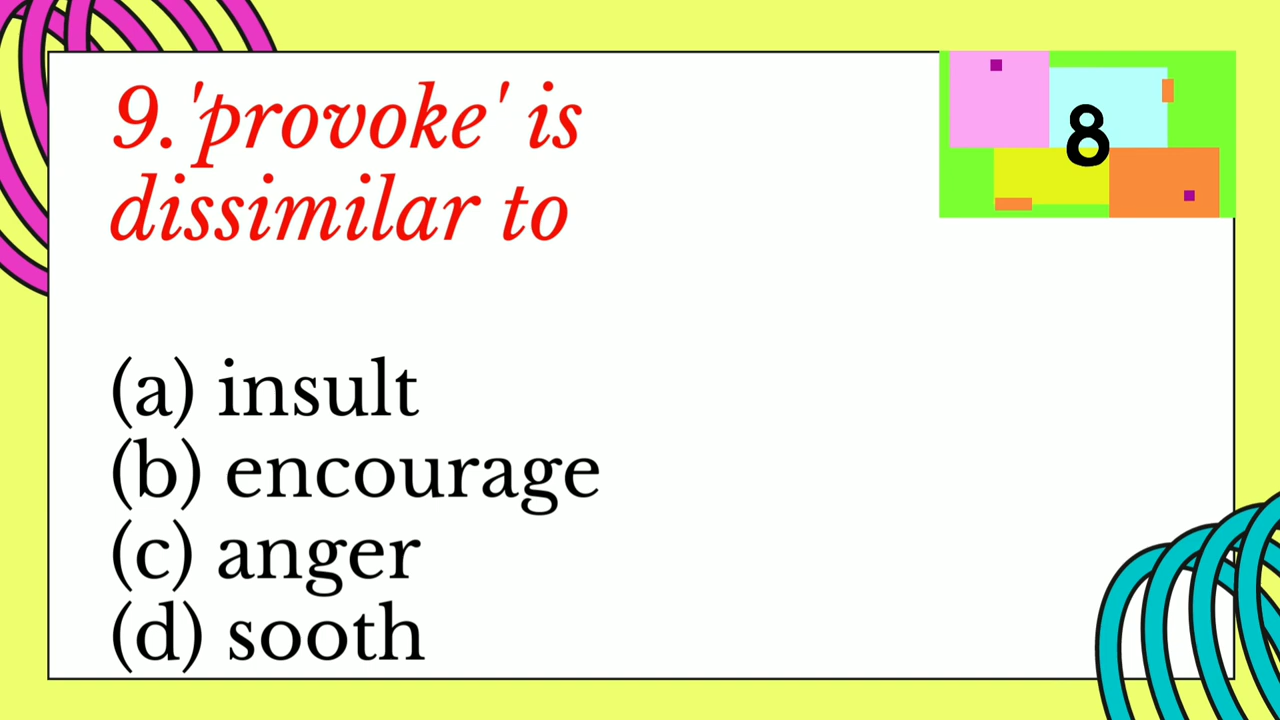 9. 'provoke' is
dissimilar to
8
(a) insult
(b) encourage
(c) anger
(d) sooth